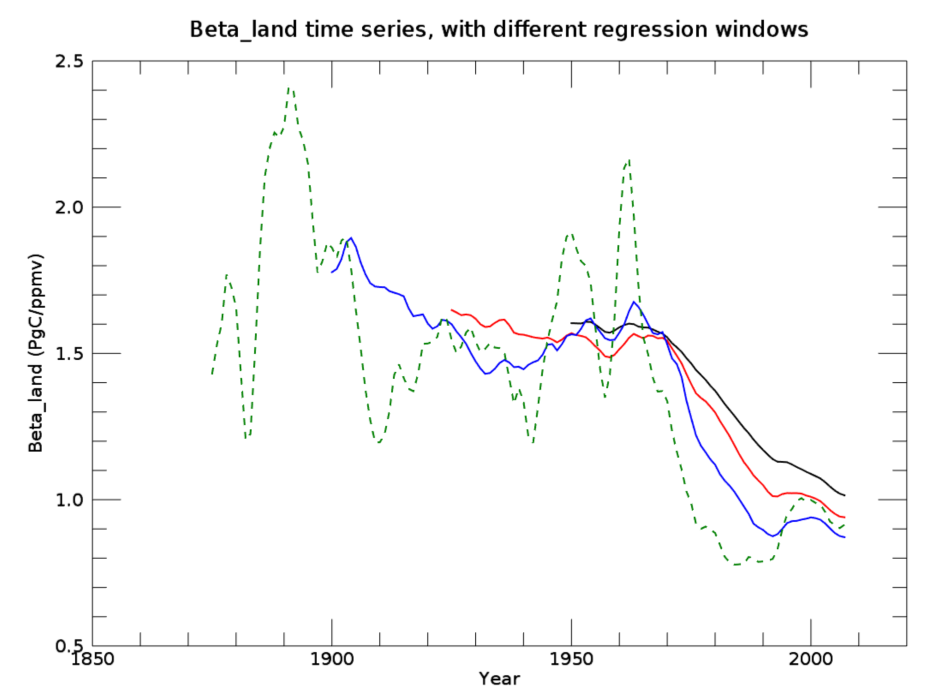 Beta_land time series, with different regression windows
2.5
2.0
1.5
1.0
0.5
Beta_land (PgC/ppmv)
1850 1900 1950 2000
Year